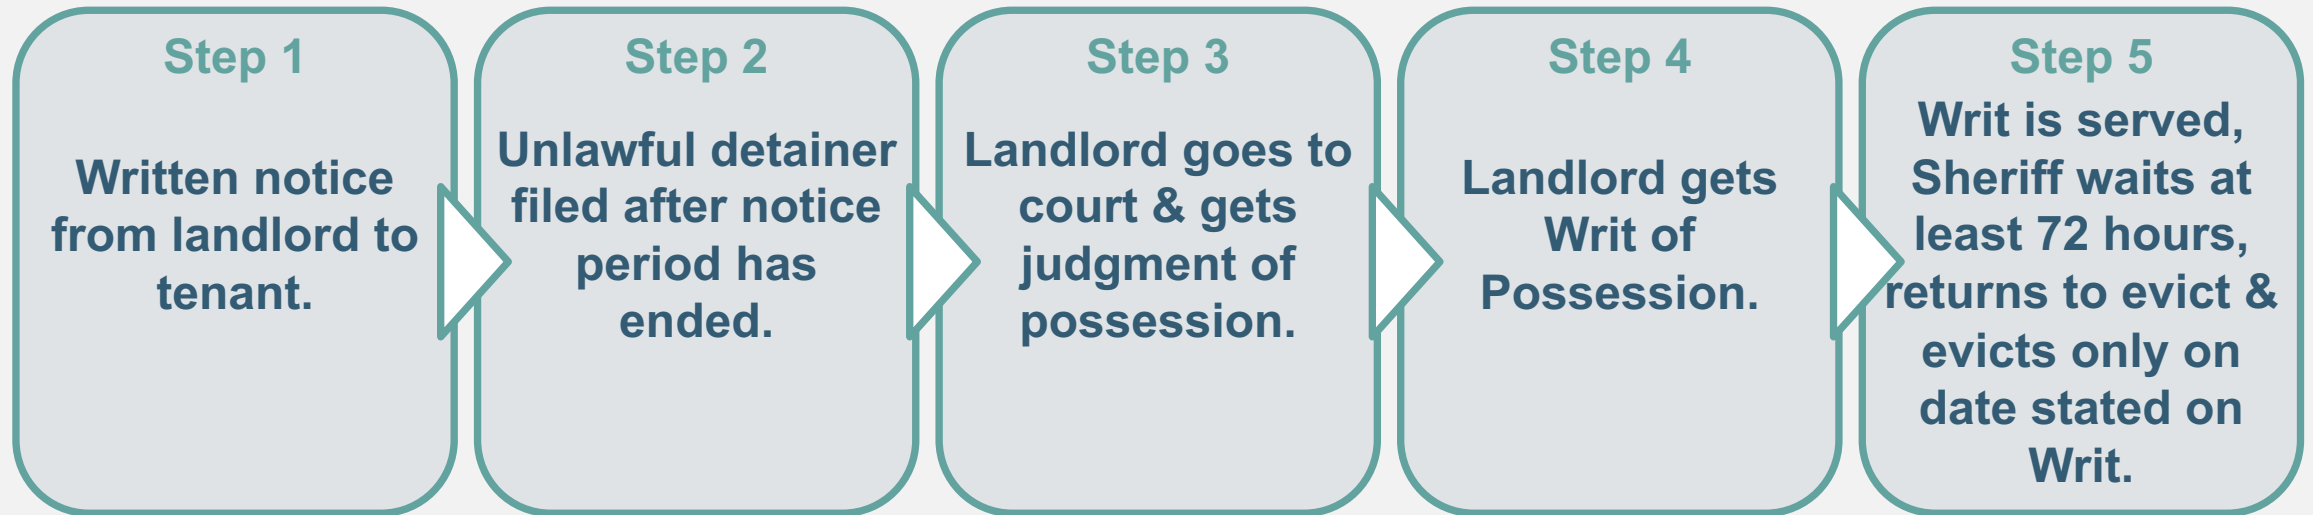 Step 1
Written notice
from landlord to
tenant.
Step 2
Unlawful detainer
filed after notice
period has
ended.
Step 3
Landlord goes to
court & gets
judgment of
possession.
Step 4
Landlord gets
Writ of
Possession.
Step 5
Writ is served,
Sheriff waits at
least 72 hours,
returns to evict &
evicts only on
date stated on
Writ.